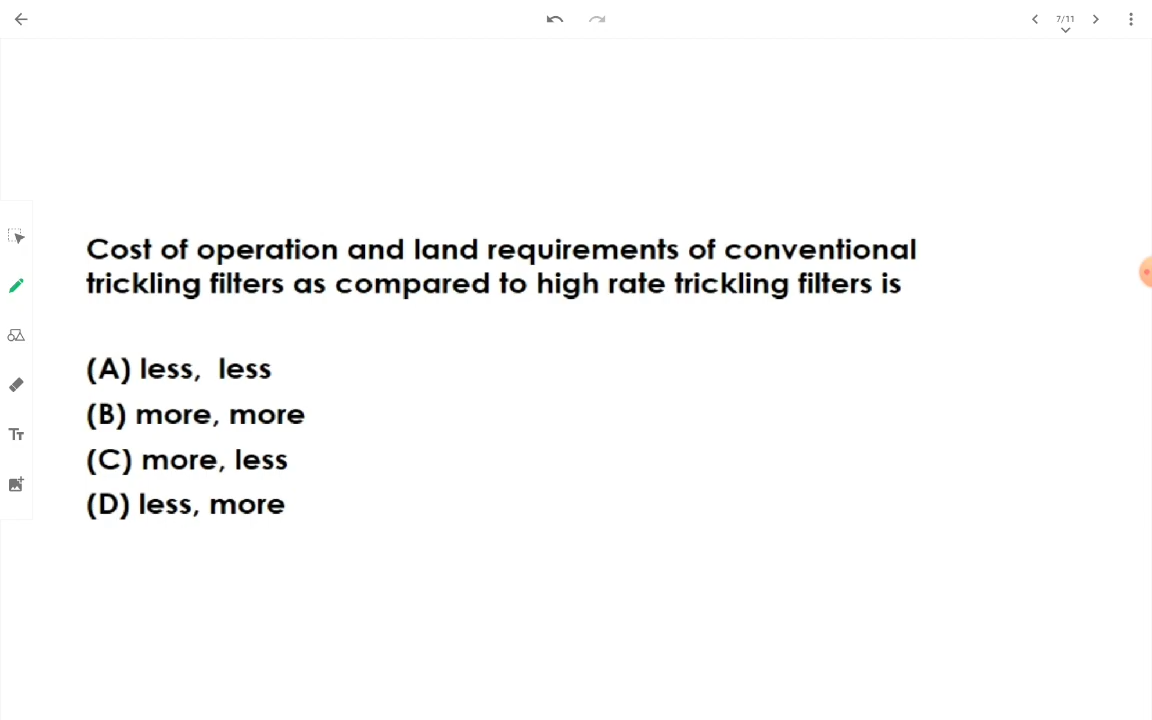 7/11
Cost of operation and land requirements of conventional
trickling filters as compared to high rate trickling filters is
(A) less, less
(B) more, more
(C) more, less
(D) less, more
Tт